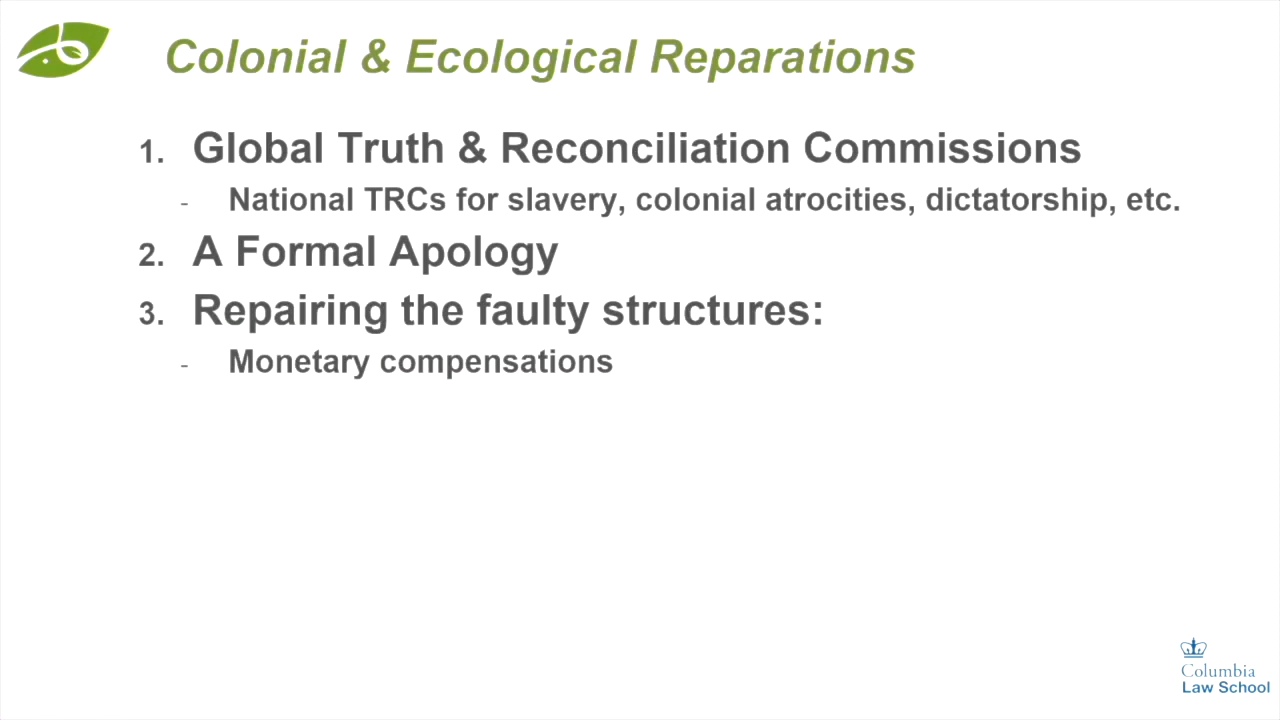 Colonial & Ecological Reparations
1. Global Truth & Reconciliation Commissions
- National TRCs for slavery, colonial atrocities, dictatorship, etc.
2. A Formal Apology
3. Repairing the faulty structures:
- Monetary compensations
Columbia
Law School